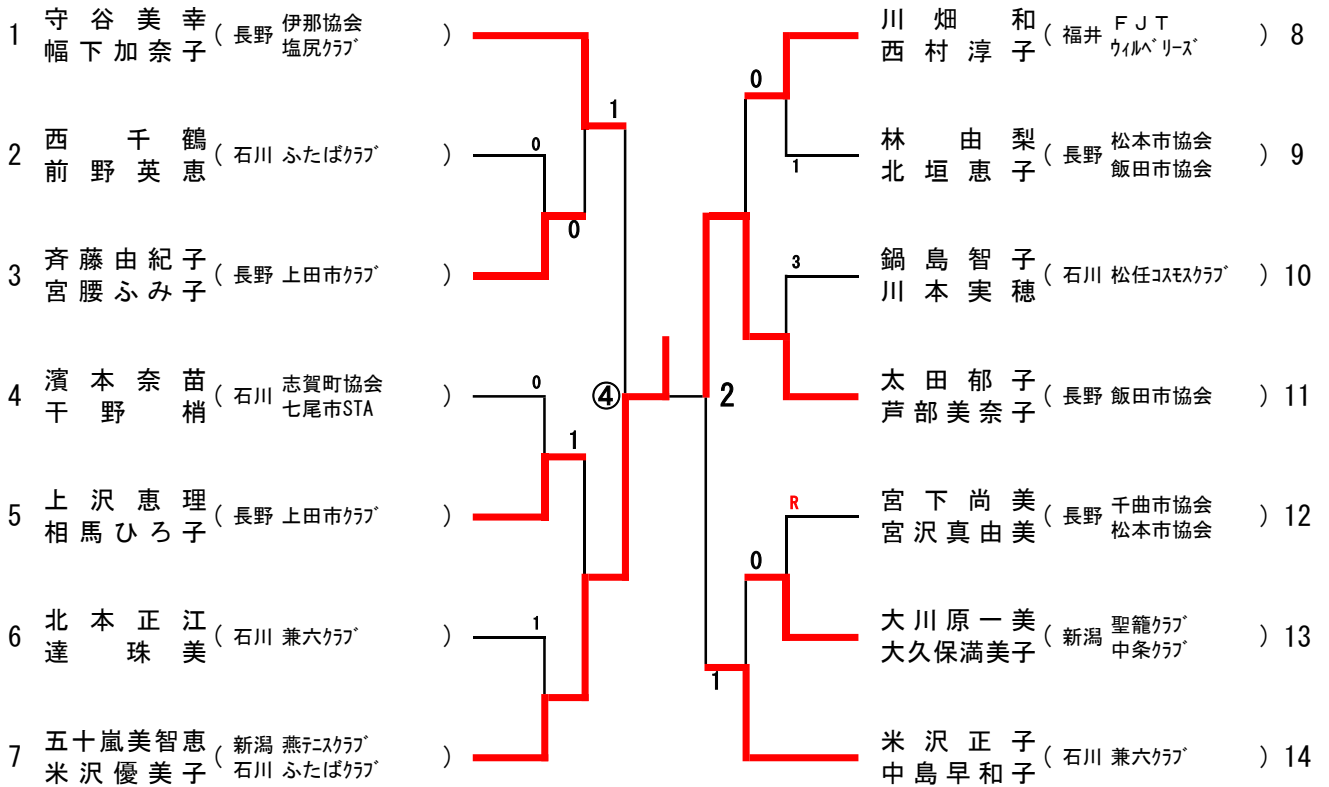 1 守谷美幸 ( 長野 伊那協会 )
幅下加奈子 塩尻クラブ
2 西千鶴 ( 石川 ふたばクラブ )
前野英恵
3 斉藤由紀子 ( 長野 上田市クラブ )
宮腰ふみ子
4 濱本奈苗 ( 石川 志賀町協会 )
干野梢 七尾市STA
5 上沢恵理 ( 長野 上田市クラブ )
相馬ひろ子
6 北本正江 ( 石川 兼六クラブ )
達珠美
7 五十嵐美智恵 ( 新潟 燕テニスクラブ )
米沢優美子 石川 ふたばクラブ
0
1
0
0
1
1
④
2
0
1
3
R
0
1
川畑和 ( 福井 FJT ) 8
西村淳子 ウィルベリーズ
林由梨 ( 長野 松本市協会 ) 9
北垣恵子 飯田市協会
鍋島智子 ( 石川 松任コスモスクラブ ) 10
川本実穂
太田郁子 ( 長野 飯田市協会 ) 11
芦部美奈子
宮下尚美 ( 長野 千曲市協会 ) 12
宮沢真由美 松本市協会
大川原一美 ( 新潟 聖籠クラブ ) 13
大久保満美子 中条クラブ
米沢正子 ( 石川 兼六クラブ ) 14
中島早和子